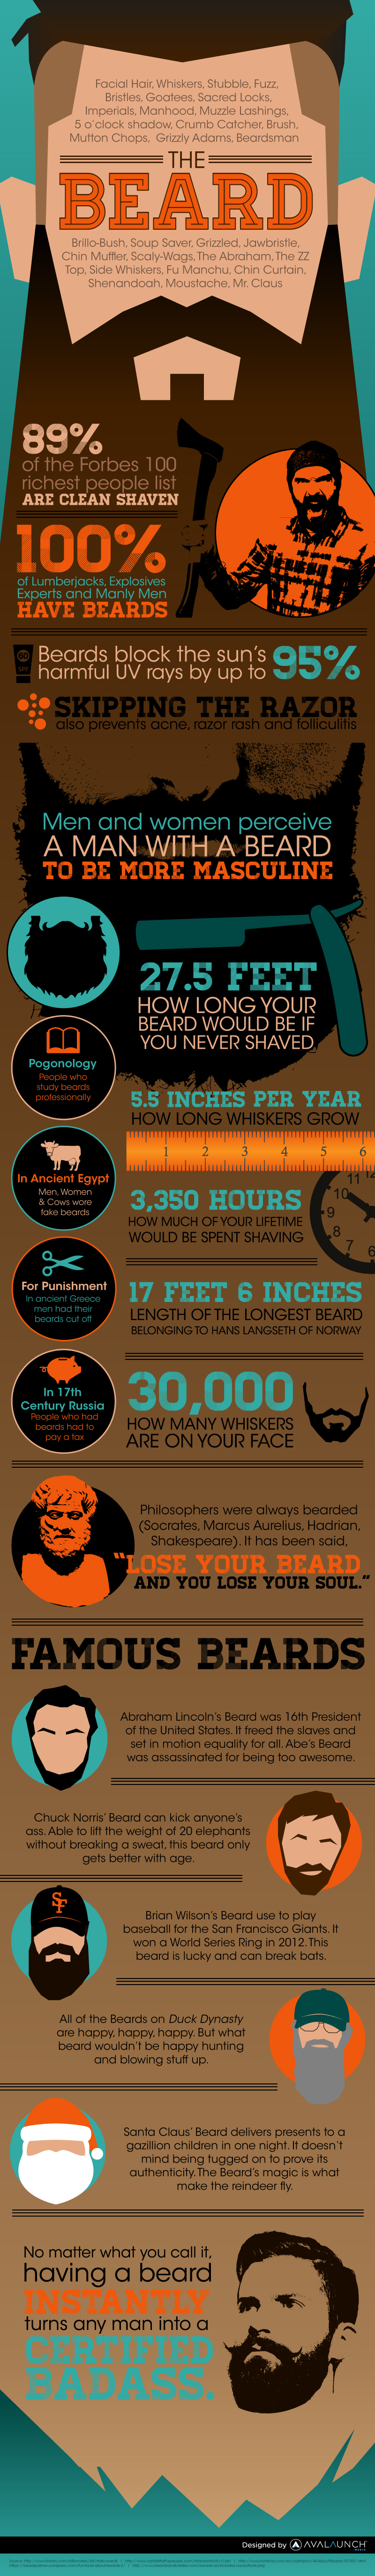 Facial Hair, Whiskers, Stubble, Fuzz,
Bristles, Goatees, Sacred Locks,
Imperials, Manhood, Muzzle Lashings,
5 o'clock shadow, Crumb Catcher, Brush,
Mutton Chops, Grizzly Adams, Beardsman
THE
BEARD
Brillo-Bush, Soup Saver, Grizzled, Jawbristle,
Chin Muffler, Scaly-Wags, The Abraham, The ZZ
Top, Side Whiskers, Fu Manchu, Chin Curtain,
Shenandoah, Moustache, Mr. Claus
89%
of the Forbes 100
richest people list
ARE CLEAN SHAVEN
100%
of Lumberjacks, Explosives
Experts and Manly Men
HAVE BEARDS
60
SPF
Beards block the sun's
harmful UV rays by up to
95%
SKIPPING THE RAZOR
also prevents acne, razor rash and folliculitis
Men and women perceive
A MAN WITH A BEARD
TO BE MORE MASCULINE
27.5 FEET
HOW LONG YOUR
BEARD WOULD BE IF
YOU NEVER SHAVED
Pogonology
People who
study beards
professionally
5.5 INCHES PER YEAR
HOW LONG WHISKERS GROW
1 2 3 4 5 6
In Ancient Egypt
Men, Women
& Cows wore
fake beards
3,350 HOURS
HOW MUCH OF YOUR LIFETIME
WOULD BE SPENT SHAVING
11 12
10
9
8
7
6
For Punishment
In ancient Greece
men had their
beards cut off
17 FEET 6 INCHES
LENGTH OF THE LONGEST BEARD
BELONGING TO HANS LANGSETH OF NORWAY
In 17th
Century Russia
People who had
beards had to
pay a tax
30,000
HOW MANY WHISKERS
ARE ON YOUR FACE
Philosophers were always bearded
(Socrates, Marcus Aurelius, Hadrian,
Shakespeare). It has been said,
"LOSE YOUR BEARD
AND YOU LOSE YOUR SOUL."
FAMOUS BEARDS
Abraham Lincoln's Beard was 16th President
of the United States. It freed the slaves and
set in motion equality for all. Abe's Beard
was assassinated for being too awesome.
Chuck Norris' Beard can kick anyone's
ass. Able to lift the weight of 20 elephants
without breaking a sweat, this beard only
gets better with age.
SF
Brian Wilson's Beard use to play
baseball for the San Francisco Giants. It
won a World Series Ring in 2012. This
beard is lucky and can break bats.
All of the Beards on Duck Dynasty
are happy, happy, happy. But what
beard wouldn't be happy hunting
and blowing stuff up.
Santa Claus' Beard delivers presents to a
gazillion children in one night. It doesn't
mind being tugged on to prove its
authenticity. The Beard's magic is what
make the reindeer fly.
No matter what you call it,
having a beard
INSTANTLY
turns any man into a
CERTIFIED
BADASS.
Designed by AVALAUNCH MEDIA